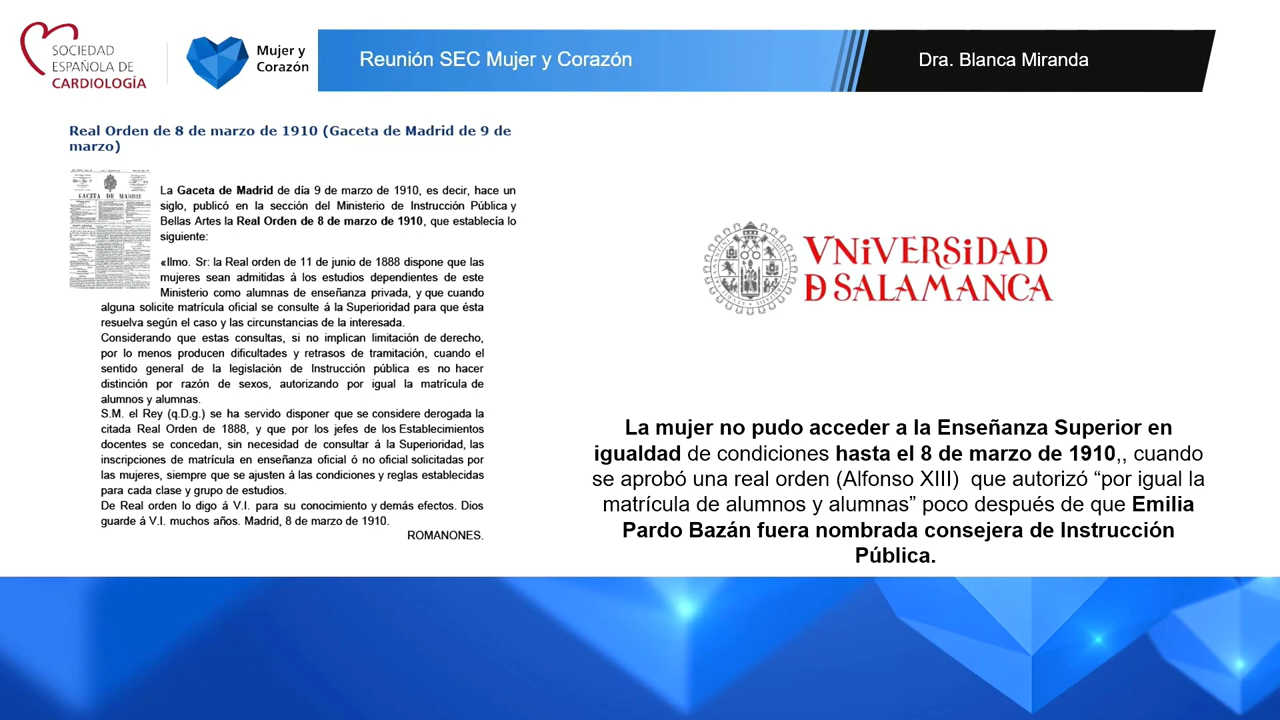 SOCIEDAD
ESPAÑOLA DE
CARDIOLOGÍA
Mujer y
Corazón
Reunión SEC Mujer y Corazón
Dra. Blanca Miranda
Real Orden de 8 de marzo de 1910 (Gaceta de Madrid de 9 de
marzo)
GACETA DE MADRID
La Gaceta de Madrid de día 9 de marzo de 1910, es decir, hace un
siglo, publicó en la sección del Ministerio de Instrucción Pública y
Bellas Artes la Real Orden de 8 de marzo de 1910, que establecía lo
siguiente:
«Ilmo. Sr: la Real orden de 11 de junio de 1888 dispone que las
mujeres sean admitidas á los estudios dependientes de este
Ministerio como alumnas de enseñanza privada, y que cuando
alguna solicite matrícula oficial se consulte á la Superioridad para que ésta
resuelva según el caso y las circunstancias de la interesada.
Considerando que estas consultas, si no implican limitación de derecho,
por lo menos producen dificultades y retrasos de tramitación, cuando el
sentido general de la legislación de Instrucción pública es no hacer
distinción por razón de sexos, autorizando por igual la matrícula de
alumnos y alumnas.
S.M. el Rey (q.D.g.) se ha servido disponer que se considere derogada la
citada Real Orden de 1888, y que por los jefes de los Establecimientos
docentes se concedan, sin necesidad de consultar á la Superioridad, las
inscripciones de matrícula en enseñanza oficial ó no oficial solicitadas por
las mujeres, siempre que se ajusten á las condiciones y reglas establecidas
para cada clase y grupo de estudios.
De Real orden lo digo á V.I. para su conocimiento y demás efectos. Dios
guarde á V.I. muchos años. Madrid, 8 de marzo de 1910.
ROMANONES.
VNiVERSiDAD
D SALAMANCA
La mujer no pudo acceder a la Enseñanza Superior en
igualdad de condiciones hasta el 8 de marzo de 1910,, cuando
se aprobó una real orden (Alfonso XIII) que autorizó “por igual la
matrícula de alumnos y alumnas” poco después de que Emilia
Pardo Bazán fuera nombrada consejera de Instrucción
Pública.